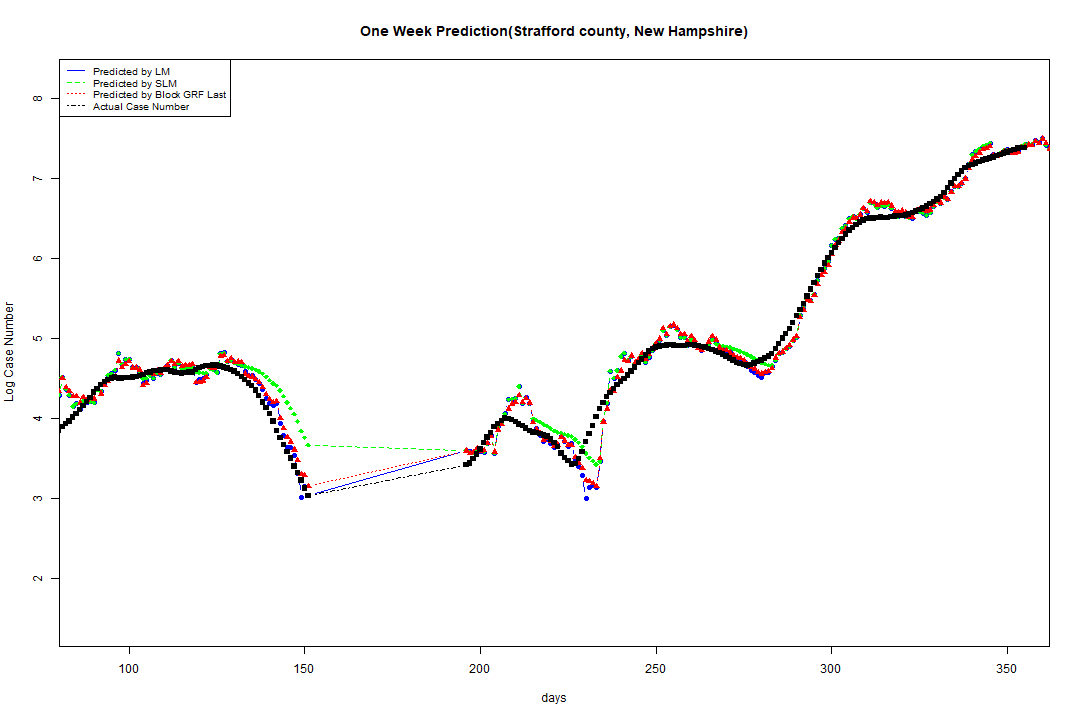 One Week Prediction(Strafford county, New Hampshire)
Predicted by LM
Predicted by SLM
Predicted by Block GRF Last
Actual Case Number
8
7
6
5
4
3
2
Log Case Number
100 150 200 250 300 350
days